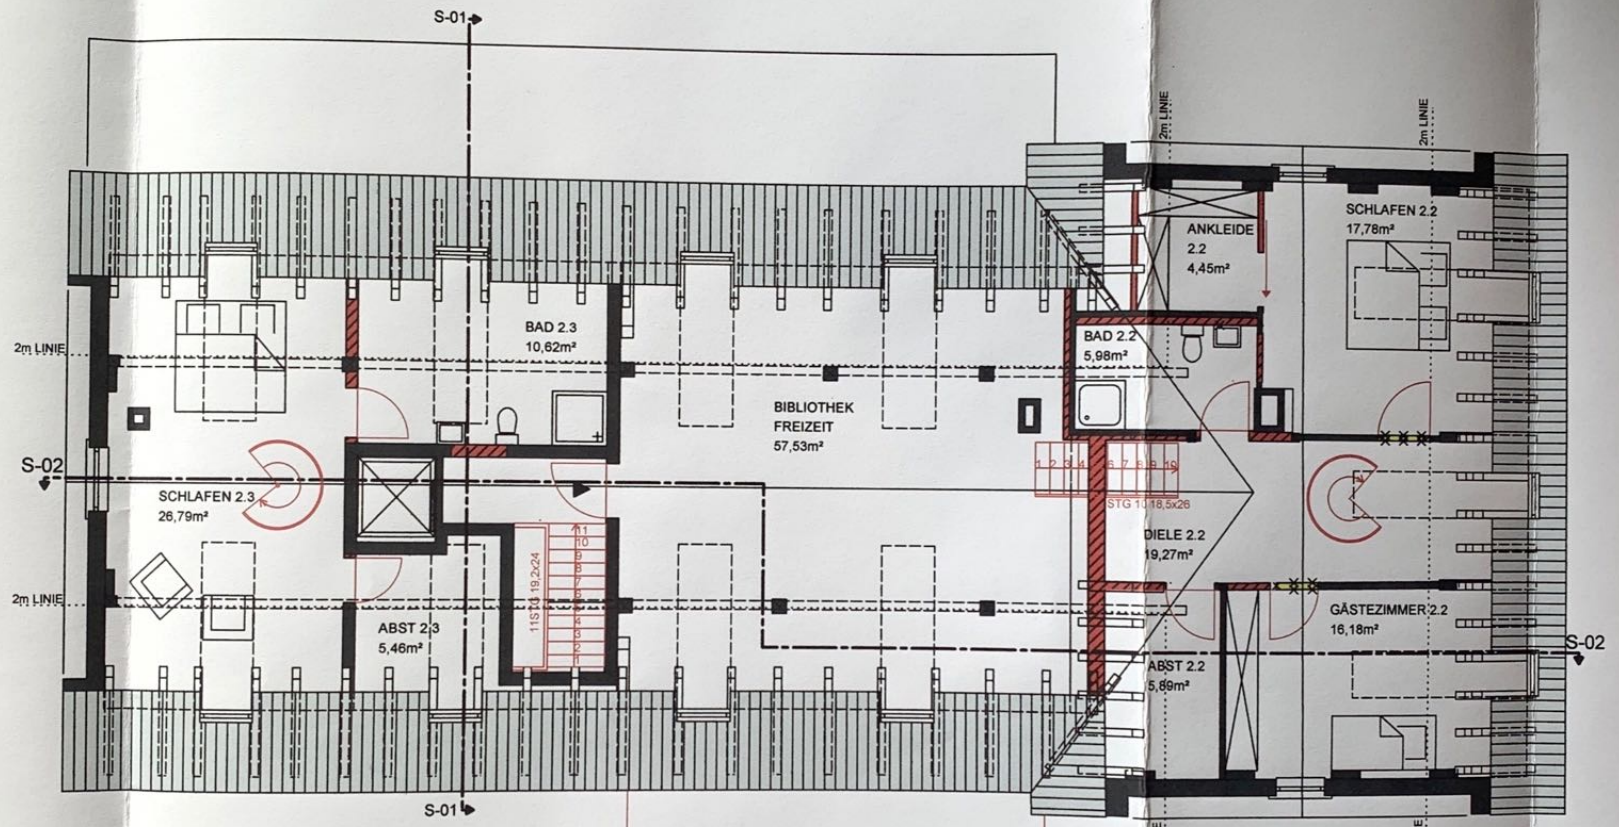 S-01
2m LINIE
2m LINIE
SCHLAFEN 2.2
17,78m²
ANKLEIDE
2.2
4,45m²
BAD 2.3
10,62m²
BAD 2.2
5,98m²
2m LINIE
BIBLIOTHEK
FREIZEIT
57,53m²
S-02
SCHLAFEN 2.3
26,79m²
1 2 3 4
6 7 8 9 10
STG 10 18,5x26
DIELE 2.2
19,27m²
11
10
9
8
7
6
4
3
2
1
11STG 19,2x24
2m LINIE
ABST 2.3
5,46m²
GÄSTEZIMMER 2.2
16,18m²
S-02
ABST 2.2
5,89m²
S-01